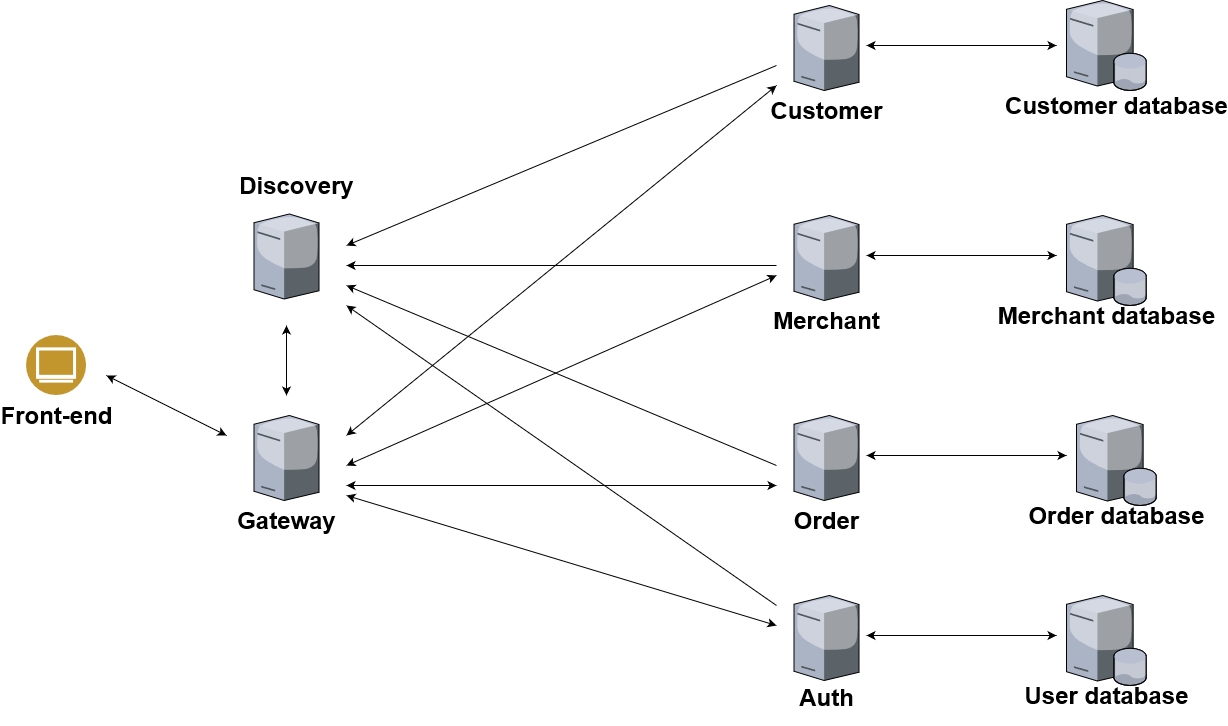 Customer
Customer database
Discovery
Merchant
Merchant database
Front-end
Gateway
Order
Order database
Auth
User database